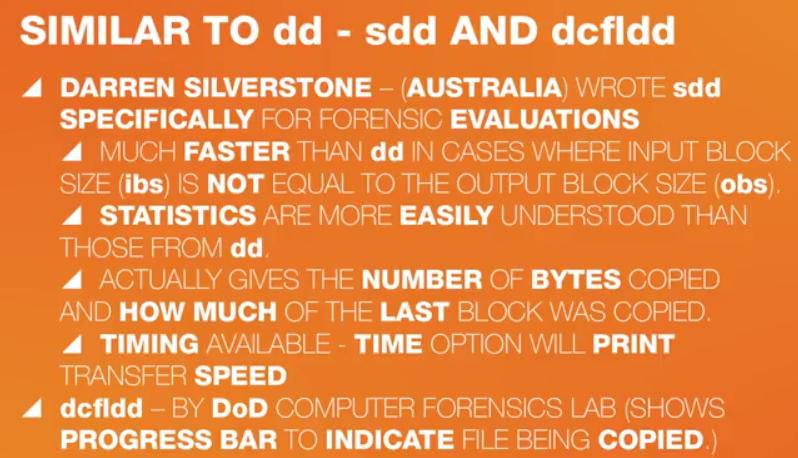 SIMILAR TO dd - sdd AND dcfldd
DARREN SILVERSTONE – (AUSTRALIA) WROTE sdd
SPECIFICALLY FOR FORENSIC EVALUATIONS
MUCH FASTER THAN dd IN CASES WHERE INPUT BLOCK
SIZE (ibs) IS NOT EQUAL TO THE OUTPUT BLOCK SIZE (obs).
STATISTICS ARE MORE EASILY UNDERSTOOD THAN
THOSE FROM dd.
ACTUALLY GIVES THE NUMBER OF BYTES COPIED
AND HOW MUCH OF THE LAST BLOCK WAS COPIED.
TIMING AVAILABLE - TIME OPTION WILL PRINT
TRANSFER SPEED
dcfldd – BY DoD COMPUTER FORENSICS LAB (SHOWS
PROGRESS BAR TO INDICATE FILE BEING COPIED.)